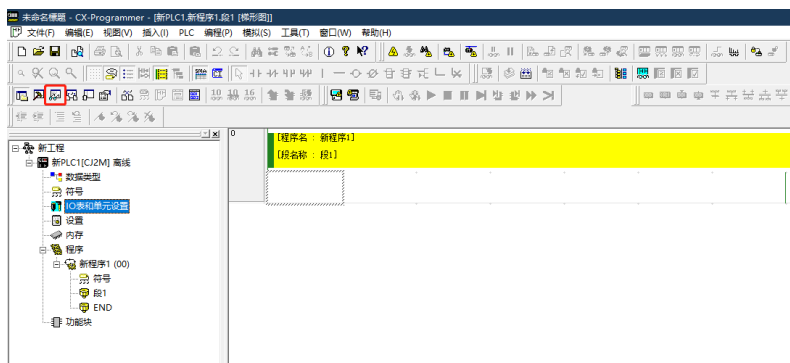 未命名標題 - CX-Programmer - [新PLC1.新程序1.段1 [梯形图]]
文件(F) 编辑(E) 视图(V) 插入(I) PLC 编程(P) 模拟(S) 工具(T) 窗口(W) 帮助(H)
10 10 16
0
[程序名 : 新程序1]
[段名称 : 段1]
新工程
新PLC1[CJ2M] 离线
数据类型
符号
IO表和单元设置
设置
内存
程序
新程序1 (00)
符号
段1
END
功能块